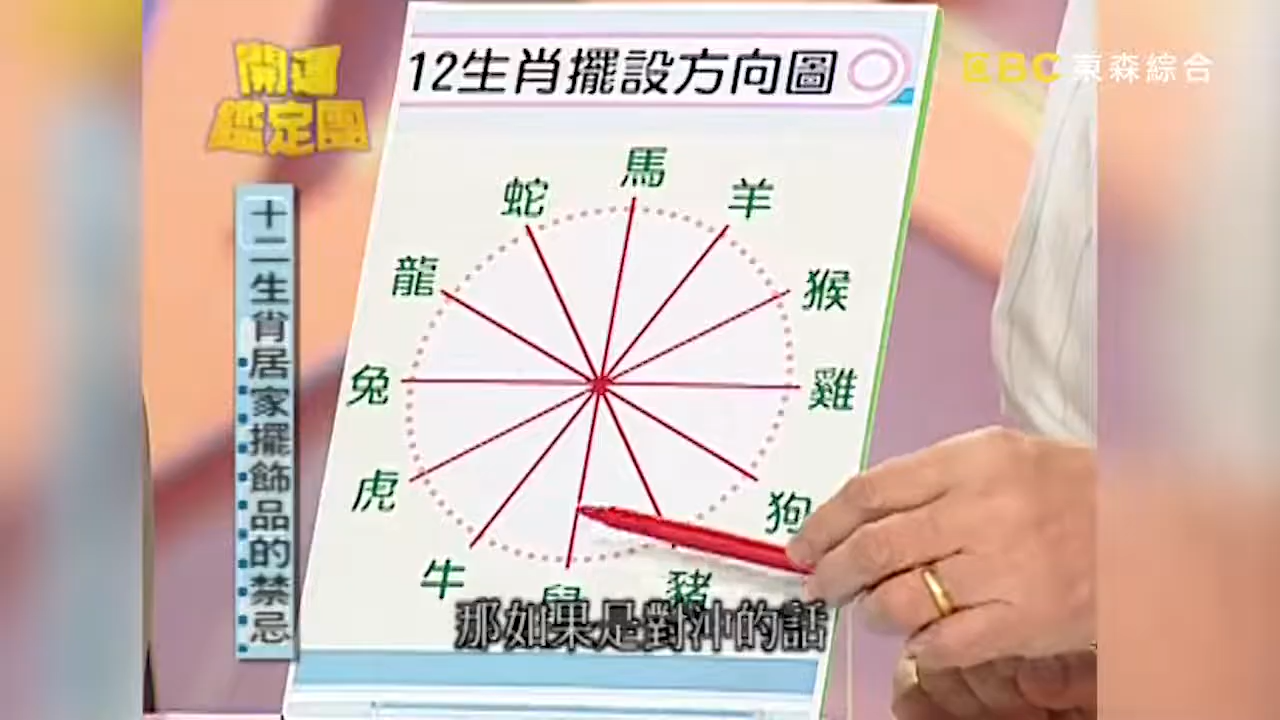 開運
鑑定團
12生肖擺設方向圖
EBC 東森綜合
十二生肖居家擺飾品的禁忌
馬
蛇
羊
龍
猴
兔
雞
虎
狗
牛
鼠
豬
那如果是對沖的話